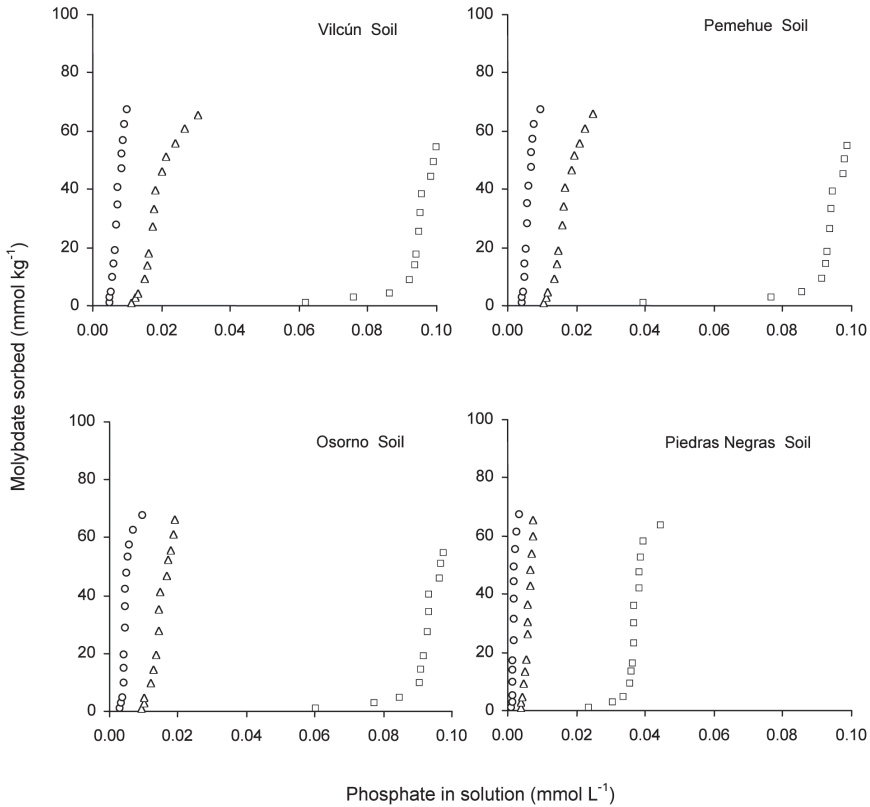 Vilcún Soil
100
80
60
40
20
0
0.00 0.02 0.04 0.06 0.08 0.10
Pemehue Soil
100
80
60
40
20
0
0.00 0.02 0.04 0.06 0.08 0.10
Molybdate sorbed (mmol kg⁻¹)
Osorno Soil
100
80
60
40
20
0
0.00 0.02 0.04 0.06 0.08 0.10
Piedras Negras Soil
100
80
60
40
20
0
0.00 0.02 0.04 0.06 0.08 0.10
Phosphate in solution (mmol L⁻¹)